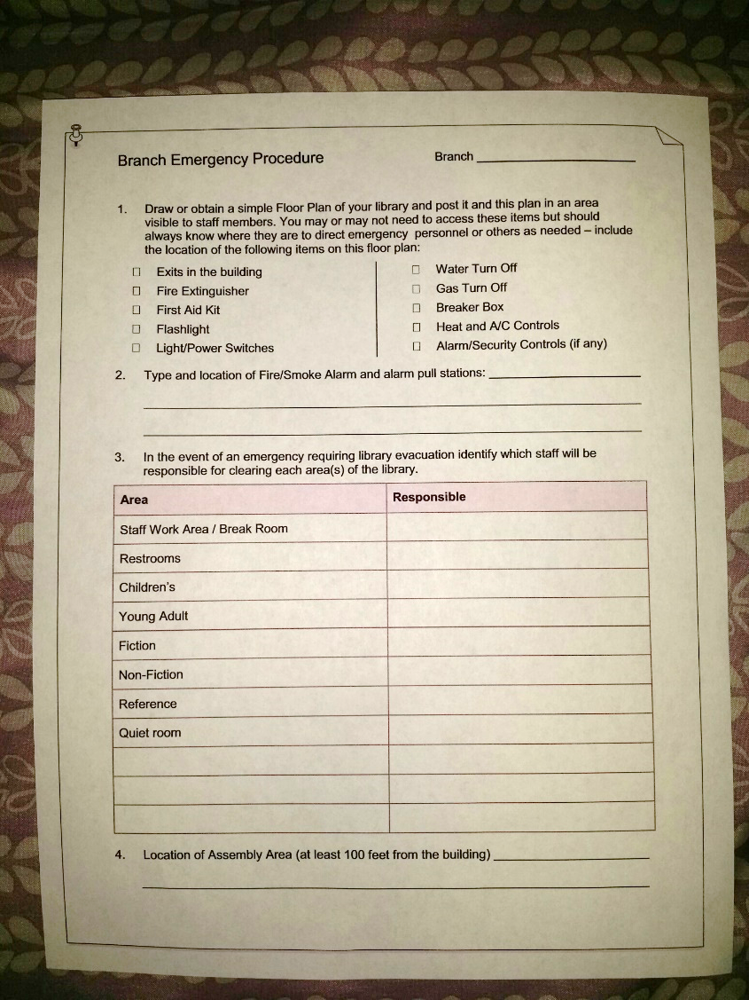 Branch Emergency Procedure Branch
1. Draw or obtain a simple Floor Plan of your library and post it and this plan in an area
visible to staff members. You may or may not need to access these items but should
always know where they are to direct emergency personnel or others as needed – include
the location of the following items on this floor plan:
☐ Exits in the building
☐ Fire Extinguisher
☐ First Aid Kit
☐ Flashlight
☐ Light/Power Switches
☐ Water Turn Off
☐ Gas Turn Off
☐ Breaker Box
☐ Heat and A/C Controls
☐ Alarm/Security Controls (if any)
2. Type and location of Fire/Smoke Alarm and alarm pull stations:
3. In the event of an emergency requiring library evacuation identify which staff will be
responsible for clearing each area(s) of the library.
Area Responsible
Staff Work Area / Break Room
Restrooms
Children's
Young Adult
Fiction
Non-Fiction
Reference
Quiet room
4. Location of Assembly Area (at least 100 feet from the building)